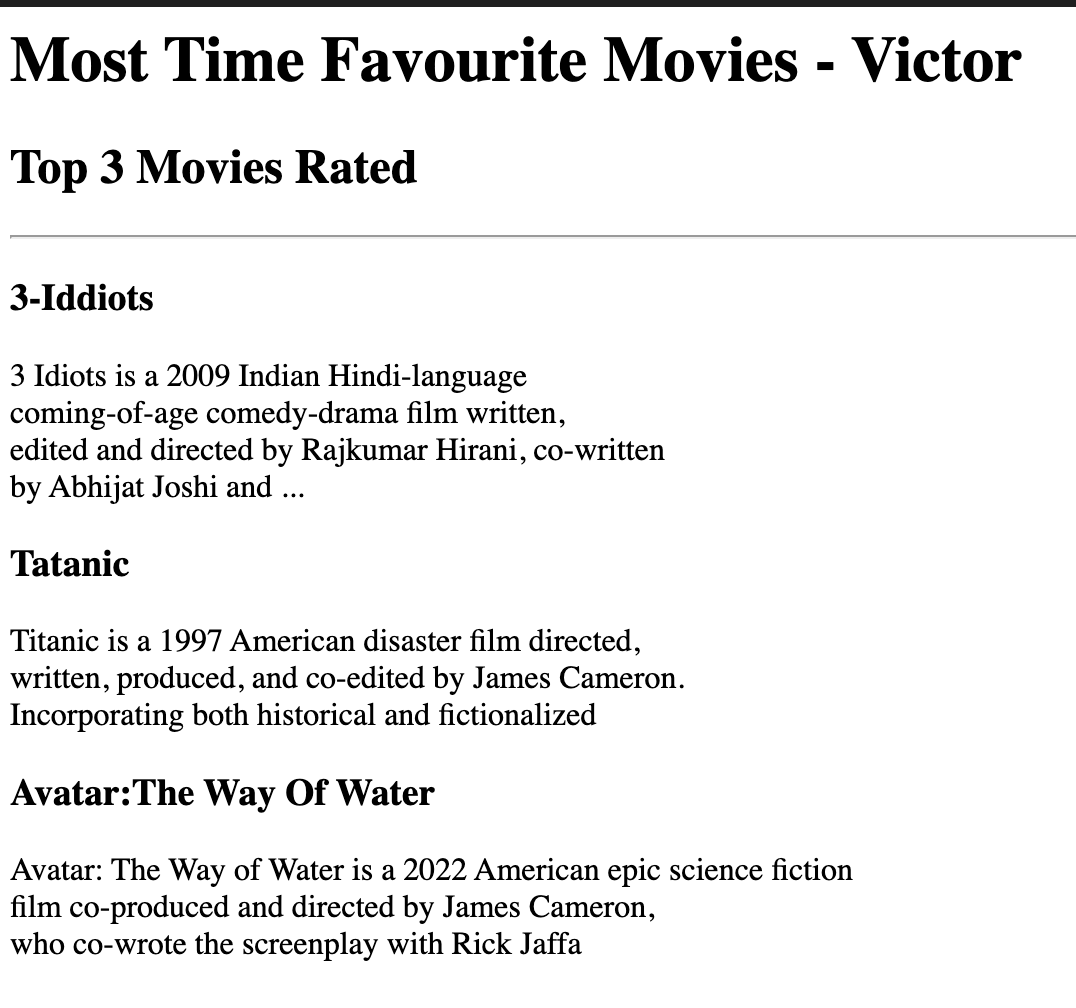 Most Time Favourite Movies - Victor
Top 3 Movies Rated
3-Iddiots
3 Idiots is a 2009 Indian Hindi-language
coming-of-age comedy-drama film written,
edited and directed by Rajkumar Hirani, co-written
by Abhijat Joshi and ...
Tatanic
Titanic is a 1997 American disaster film directed,
written, produced, and co-edited by James Cameron.
Incorporating both historical and fictionalized
Avatar:The Way Of Water
Avatar: The Way of Water is a 2022 American epic science fiction
film co-produced and directed by James Cameron,
who co-wrote the screenplay with Rick Jaffa